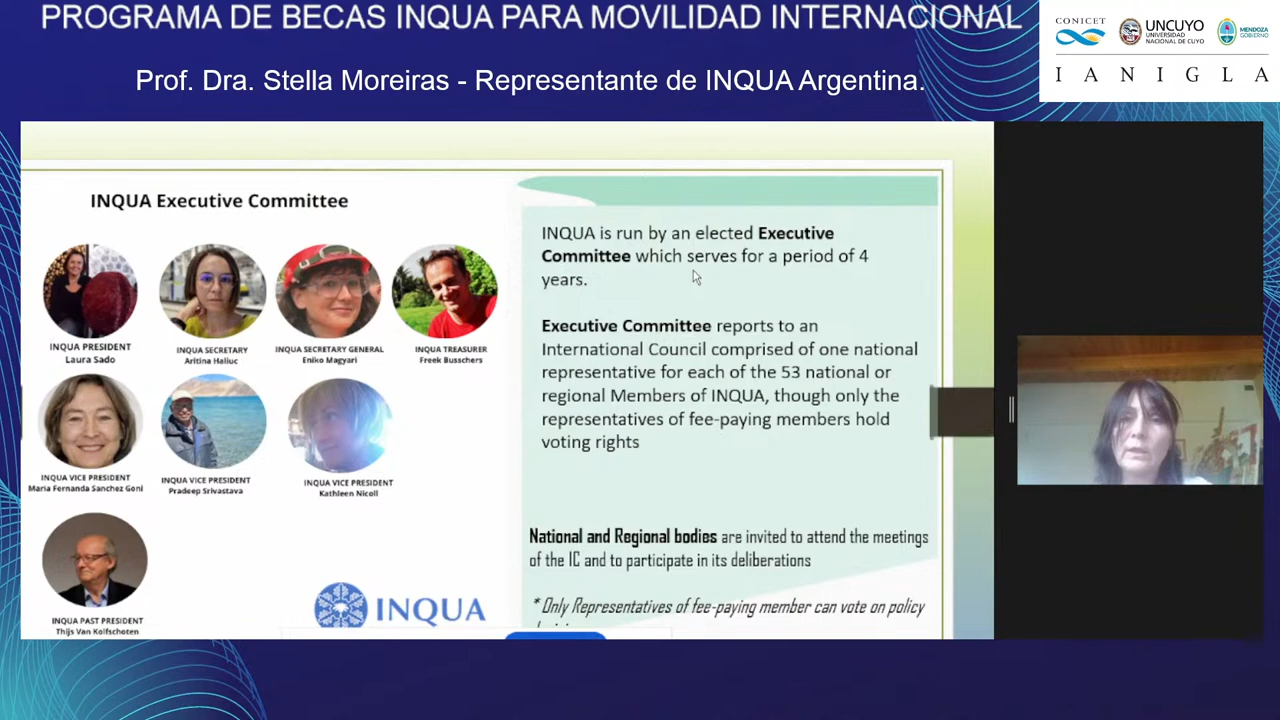 PROGRAMA DE BECAS INQUA PARA MOVILIDAD INTERNACIONAL
Prof. Dra. Stella Moreiras - Representante de INQUA Argentina.
CONICET
UNCUYO
UNIVERSIDAD
NACIONAL DE CUYO
MENDOZA
GOBIERNO
IANIGLA
INQUA Executive Committee
INQUA PRESIDENT
Laura Sado
INQUA SECRETARY
Aritina Haliuc
INQUA SECRETARY GENERAL
Eniko Magyari
INQUA TREASURER
Freek Busschers
INQUA VICE PRESIDENT
Maria Fernanda Sanchez Goni
INQUA VICE PRESIDENT
Pradeep Srivastava
INQUA VICE PRESIDENT
Kathleen Nicoll
INQUA PAST PRESIDENT
Thijs Van Kolfschoten
INQUA
INQUA is run by an elected Executive
Committee which serves for a period of 4
years.
Executive Committee reports to an
International Council comprised of one national
representative for each of the 53 national or
regional Members of INQUA, though only the
representatives of fee-paying members hold
voting rights
National and Regional bodies are invited to attend the meetings
of the IC and to participate in its deliberations
* Only Representatives of fee-paying member can vote on policy